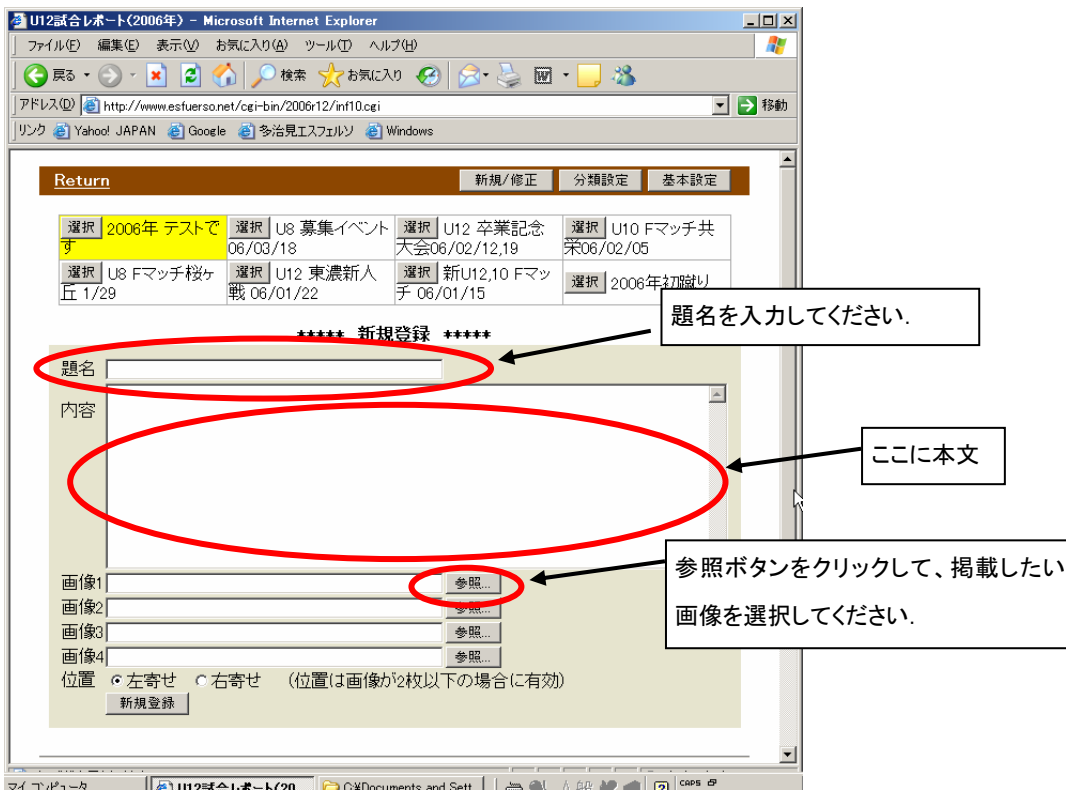 U12試合レポート(2006年) - Microsoft Internet Explorer
ファイル(F) 編集(E) 表示(V) お気に入り(A) ツール(T) ヘルプ(H)
戻る 検索 お気に入り
アドレス(D) http://www.esfuerso.net/cgi-bin/2006r12/inf10.cgi 移動
リンク Yahoo! JAPAN Google 多治見エスフェルソ Windows
Return 新規/修正 分類設定 基本設定
選択 2006年 テストで
す
選択 U8 募集イベント
06/03/18
選択 U12 卒業記念
大会06/02/12,19
選択 U10 Fマッチ共
栄06/02/05
選択 U8 Fマッチ桜ヶ
丘 1/29
選択 U12 東濃新人
戦 06/01/22
選択 新U12,10 Fマッ
チ 06/01/15
選択 2006年初蹴り
題名を入力してください.
***** 新規登録 *****
題名
内容
ここに本文
参照ボタンをクリックして、掲載したい
画像を選択してください.
画像1 参照...
画像2 参照...
画像3 参照...
画像4 参照...
位置 左寄せ 右寄せ (位置は画像が2枚以下の場合に有効)
新規登録
マイ コンピュータ U12試合レポート(20... C:¥Documents and Sett... A 般 CAPS